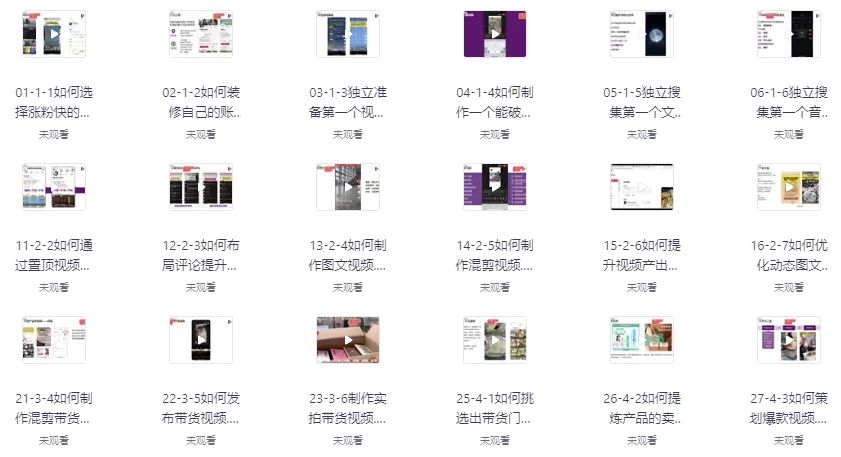 01-1-1如何选
择涨粉快的...
未观看
02-1-2如何装
修自己的账..
未观看
03-1-3独立准
备第一个视...
未观看
04-1-4如何制
作一个能破...
未观看
05-1-5独立搜
集第一个文..
未观看
06-1-6独立搜
集第一个音..
未观看
11-2-2如何通
过置顶视频....
未观看
12-2-3如何布
局评论提升...
未观看
13-2-4如何制
作图文视频....
未观看
14-2-5如何制
作混剪视频....
未观看
15-2-6如何提
升视频产出...
未观看
16-2-7如何优
化动态图文...
未观看
21-3-4如何制
作混剪带货...
未观看
22-3-5如何发
布带货视频....
未观看
23-3-6制作实
拍带货视频....
未观看
25-4-1如何挑
选出带货门...
未观看
26-4-2如何提
炼产品的卖..
未观看
27-4-3如何策
划爆款视频....
未观看